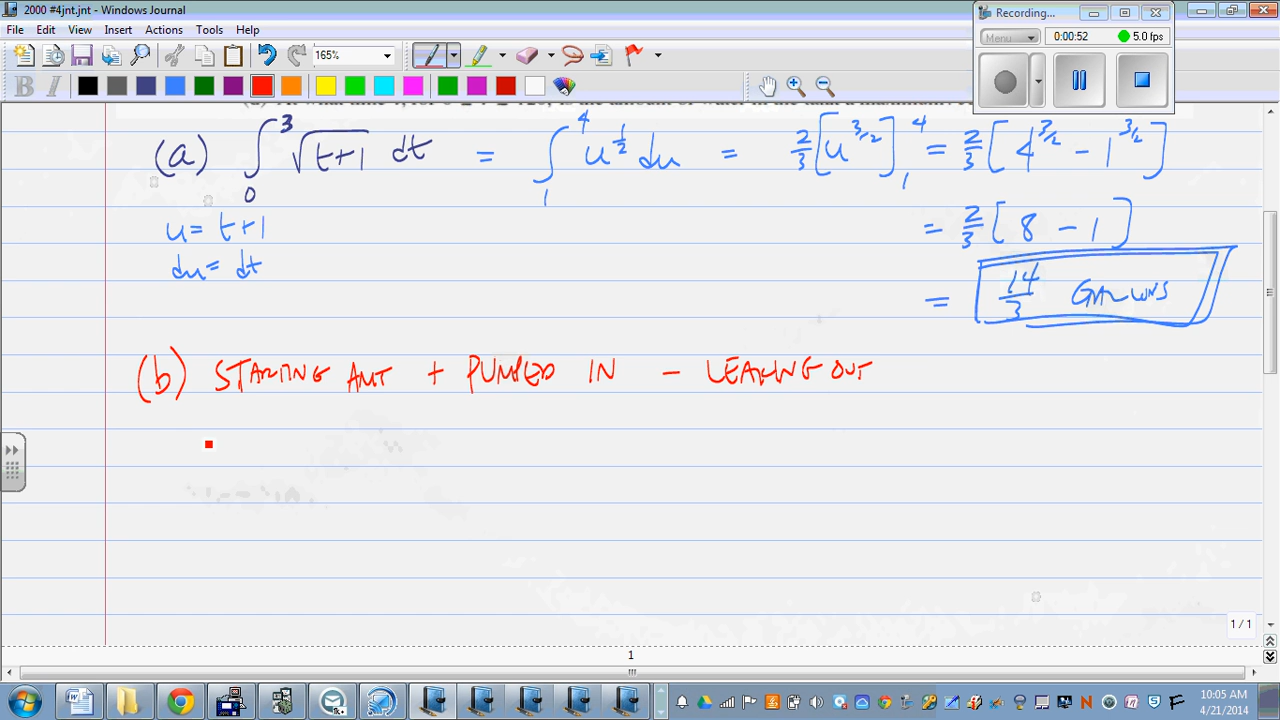 2000 #4jnt.jnt - Windows Journal
File Edit View Insert Actions Tools Help
165%
Recording...
Menu 0:00:52 5.0 fps
(a) ∫₀³ √(t+1) dt = ∫₁⁴ u^(1/2) du = 2/3 [u^(3/2)]₁⁴ = 2/3 [4^(3/2) - 1^(3/2)]
u = t+1
du = dt
= 2/3 [8 - 1]
= 14/3 GALLONS
(b) STARTING AMT + PUMPED IN - LEAKING OUT
1 / 1
1
10:05 AM
4/21/2014